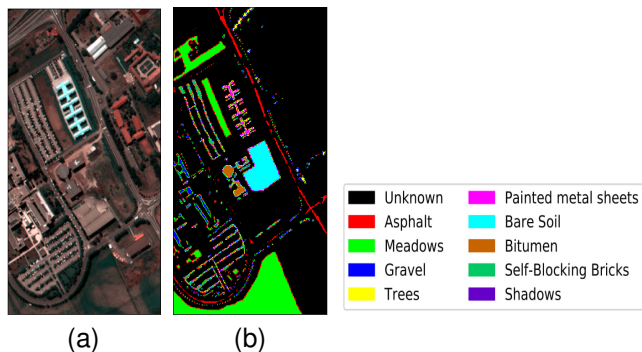 Unknown
Asphalt
Meadows
Gravel
Trees
Painted metal sheets
Bare Soil
Bitumen
Self-Blocking Bricks
Shadows
(a)
(b)